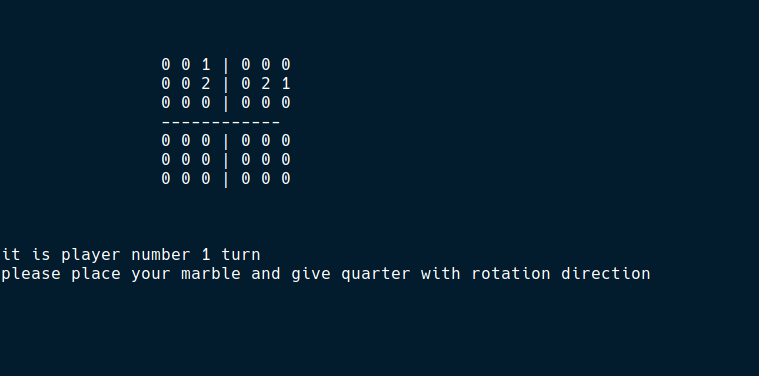 0 0 1 | 0 0 0
0 0 2 | 0 2 1
0 0 0 | 0 0 0
------------
0 0 0 | 0 0 0
0 0 0 | 0 0 0
0 0 0 | 0 0 0
it is player number 1 turn
please place your marble and give quarter with rotation direction